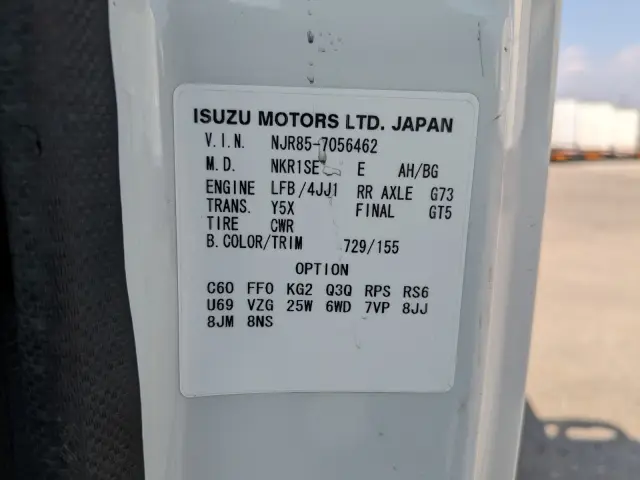 ISUZU MOTORS LTD. JAPAN
V.I.N. NJR85-7056462
M.D. NKR1SE E AH/BG
ENGINE LFB/4JJ1 RR AXLE G73
TRANS. Y5X FINAL GT5
TIRE CWR
B.COLOR/TRIM 729/155
OPTION
C60 FF0 KG2 Q3Q RPS RS6
U69 VZG 25W 6WD 7VP 8JJ
8JM 8NS